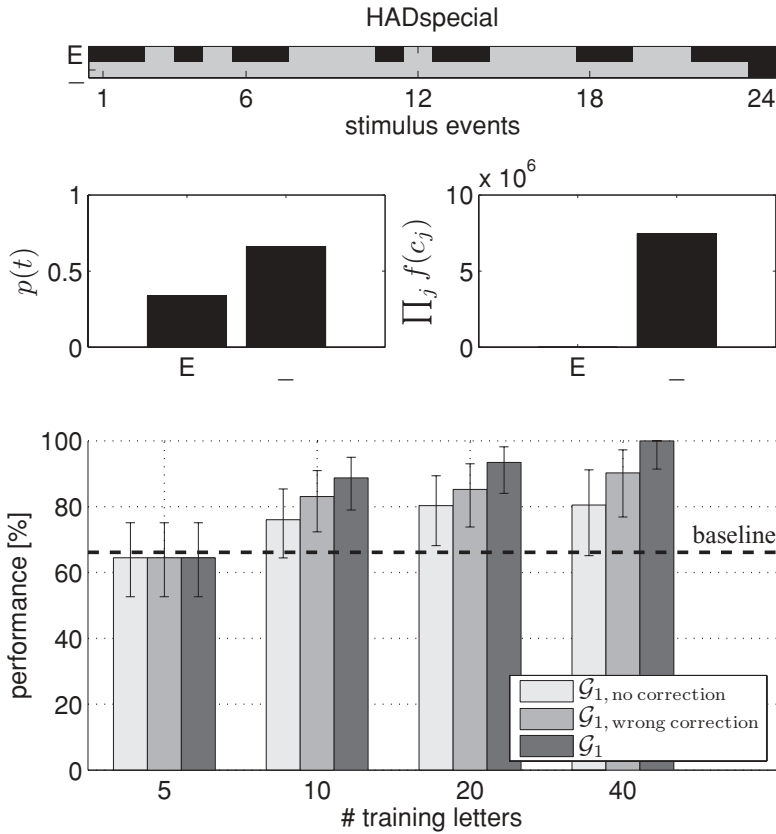 HADspecial
E
_
1 6 12 18 24
stimulus events
1
0.5
0
p(t)
E _
x 10^6
10
5
0
∏_j f(c_j)
E _
100
80
60
40
20
0
performance [%]
baseline
G_1, no correction
G_1, wrong correction
G_1
5 10 20 40
# training letters